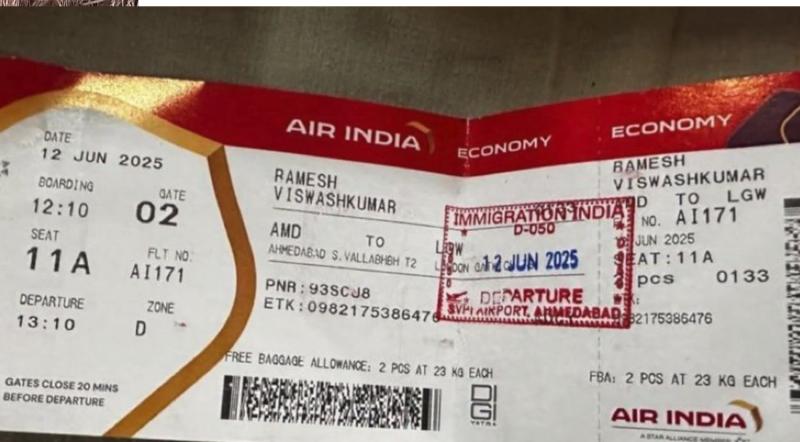 AIR INDIA
ECONOMY
ECONOMY
DATE
12 JUN 2025
BOARDING
12:10
GATE
02
SEAT
11A
FLT NO.
AI171
DEPARTURE
13:10
ZONE
D
GATES CLOSE 20 MINS
BEFORE DEPARTURE
RAMESH
VISWASHKUMAR
AMD TO
AHMEDABAD S.VALLABHBH T2
PNR:93SCJ8
ETK:0982175386476
FREE BAGGAGE ALLOWANCE: 2 PCS AT 23 KG EACH
DIGI
YATRA
IMMIGRATION INDIA
D-050
12 JUN 2025
DEPARTURE
SVPI AIRPORT, AHMEDABAD
RAMESH
VISWASHKUMAR
TO LGW
NO. AI171
JUN 2025
SEAT:11A
pcs 0133
82175386476
FBA: 2 PCS AT 23 KG EACH
AIR INDIA
A STAR ALLIANCE MEMBER